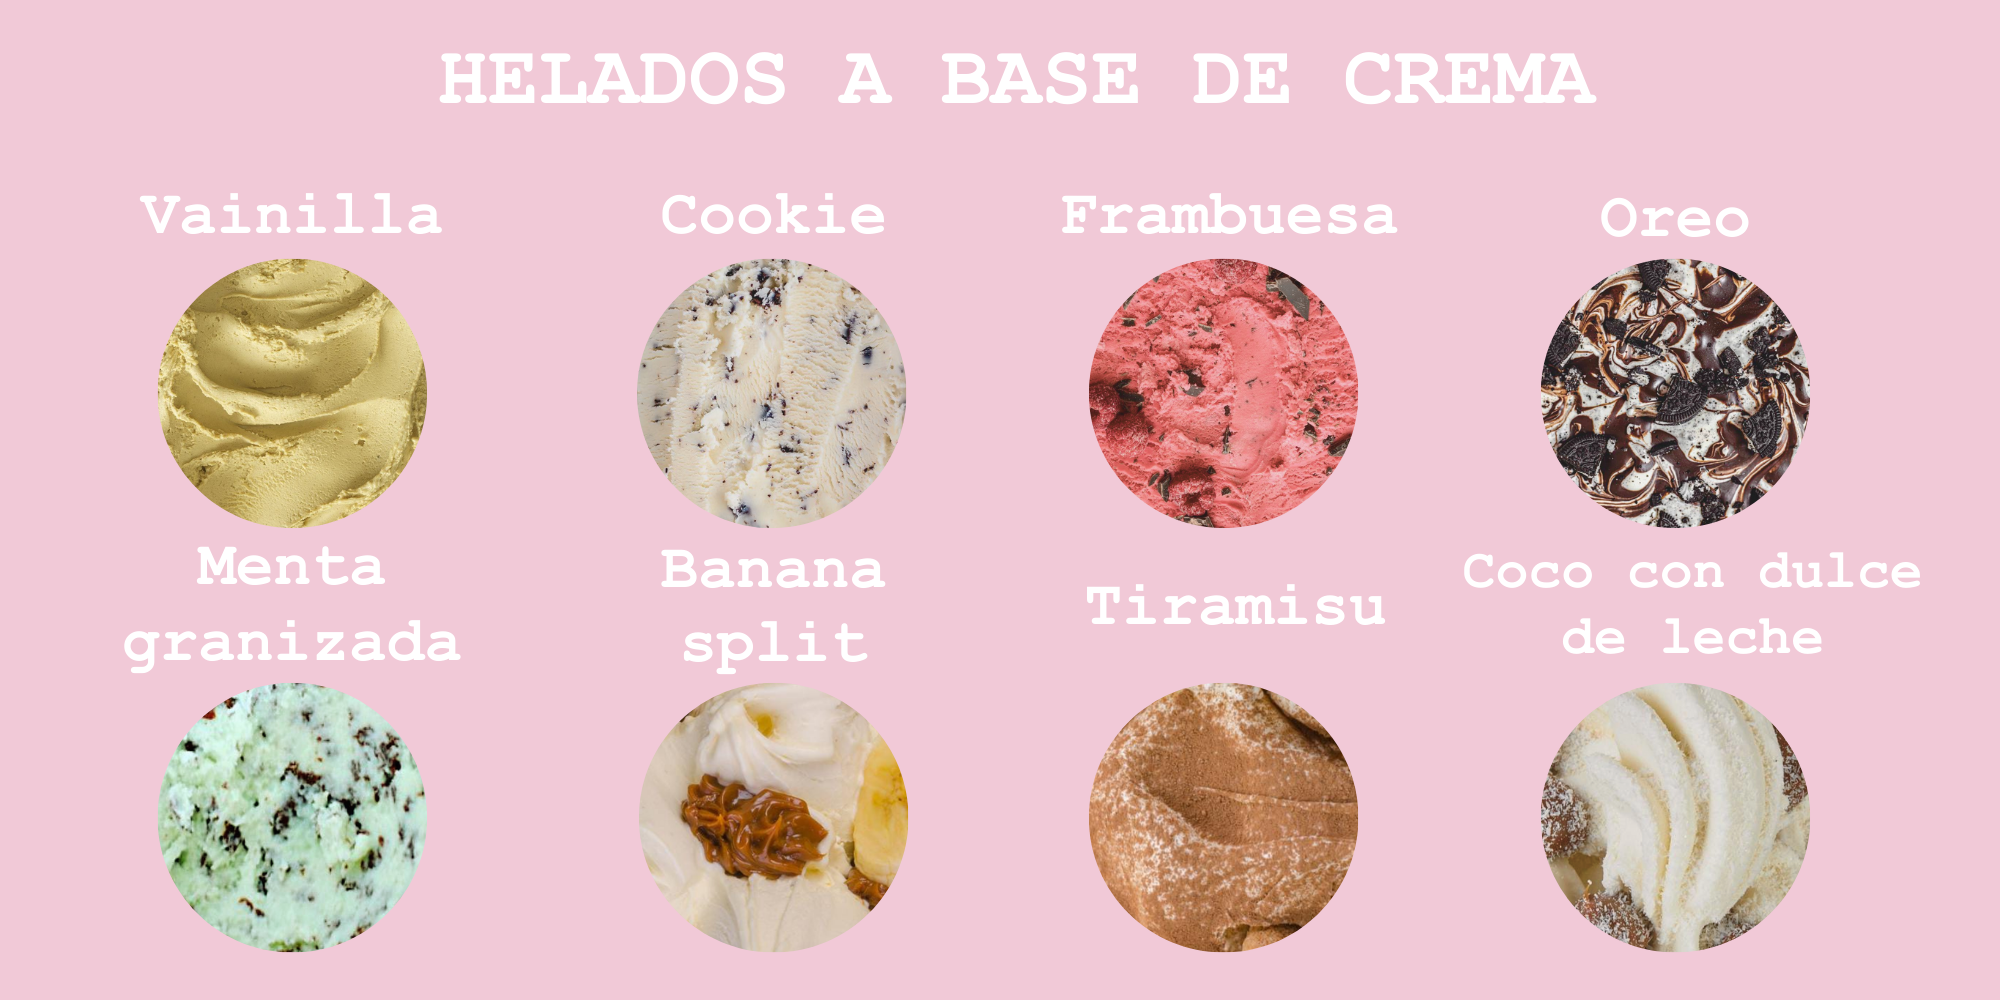 HELADOS A BASE DE CREMA
Vainilla
Cookie
Frambuesa
Oreo
Menta
granizada
Banana
split
Tiramisu
Coco con dulce
de leche